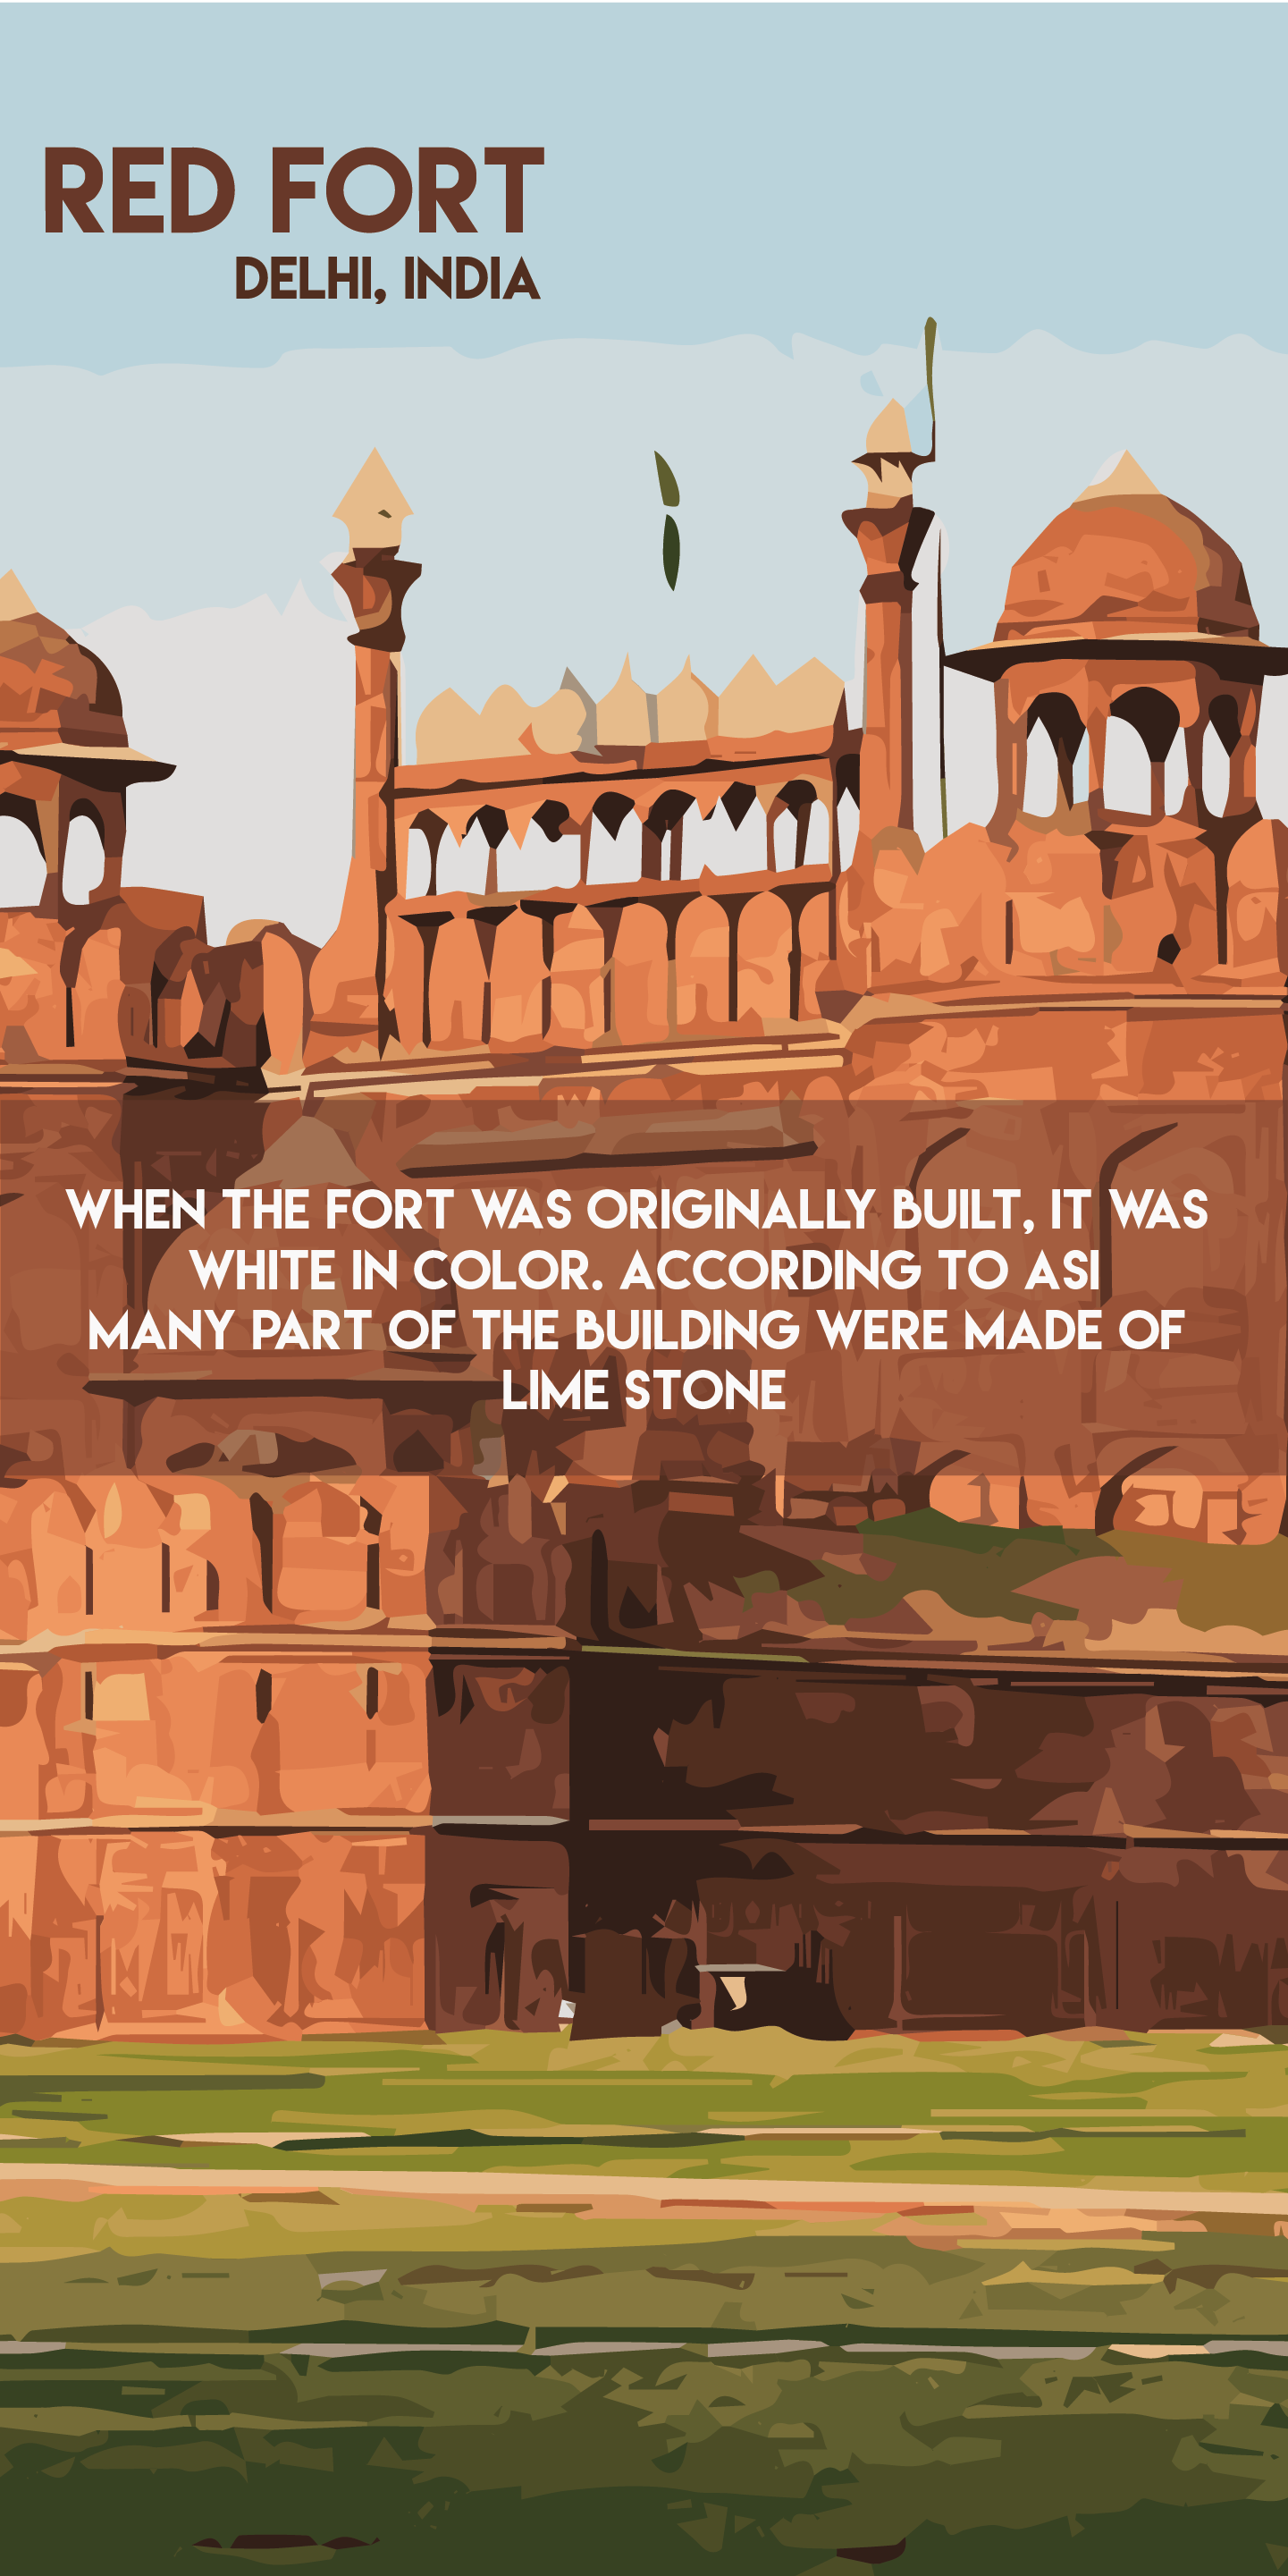 RED FORT
DELHI, INDIA
WHEN THE FORT WAS ORIGINALLY BUILT, IT WAS
WHITE IN COLOR. ACCORDING TO ASI
MANY PART OF THE BUILDING WERE MADE OF
LIME STONE